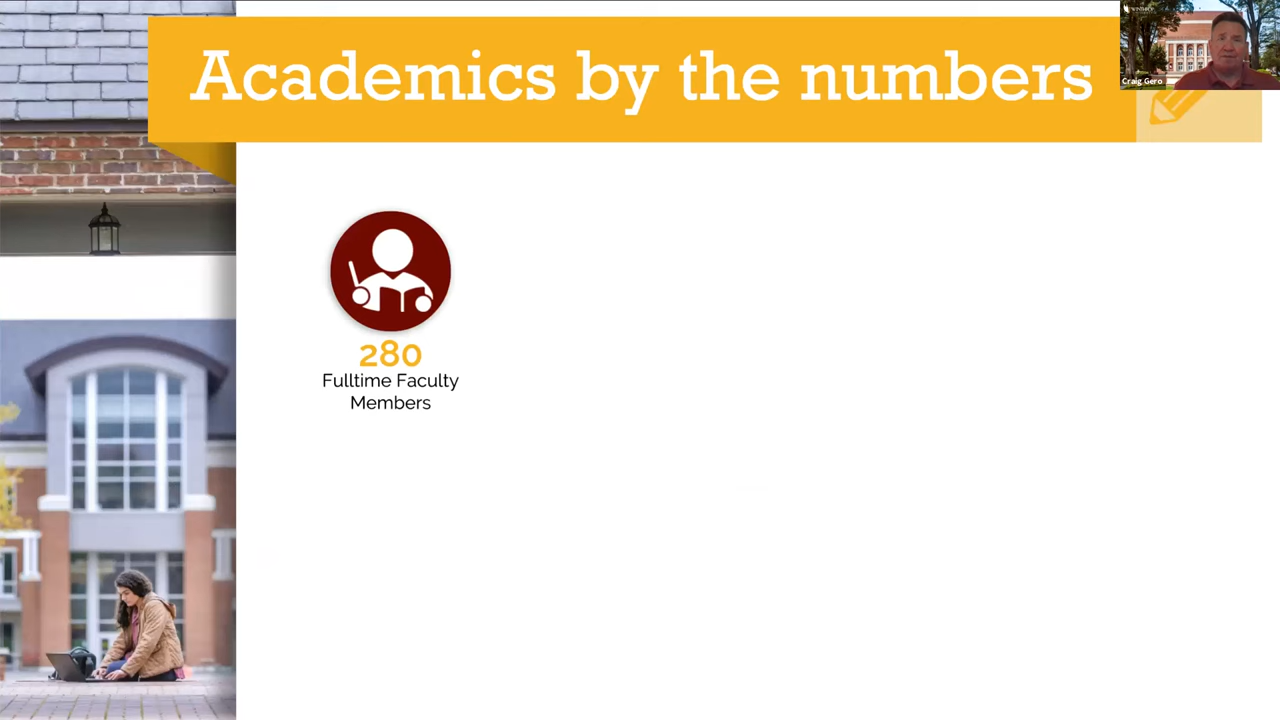 Academics by the numbers
Craig Gero
280
Fulltime Faculty
Members